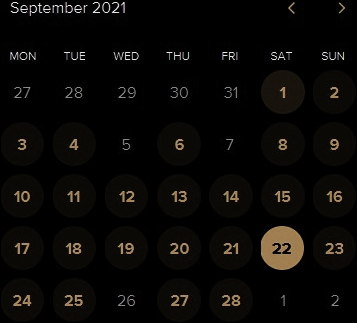 September 2021
MON TUE WED THU FRI SAT SUN
27 28 29 30 31 1 2
3 4 5 6 7 8 9
10 11 12 13 14 15 16
17 18 19 20 21 22 23
24 25 26 27 28 1 2